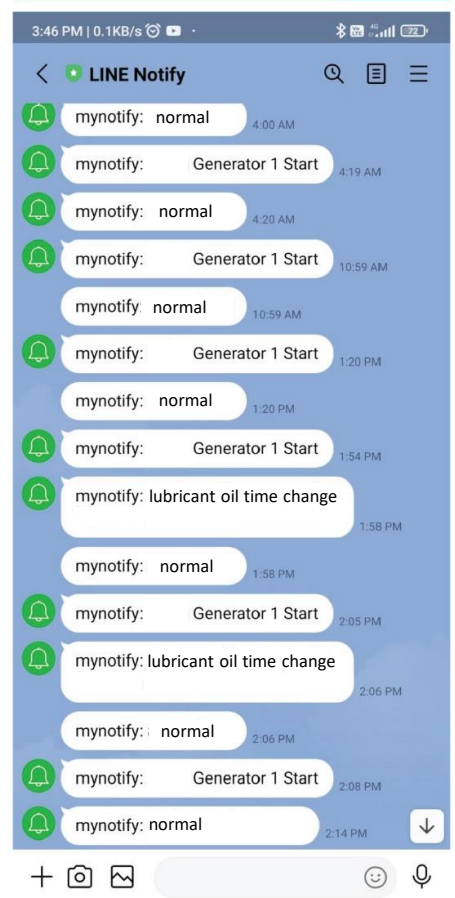 3:46 PM | 0.1KB/s
72
LINE Notify
mynotify: normal
4:00 AM
mynotify: Generator 1 Start
4:19 AM
mynotify: normal
4:20 AM
mynotify: Generator 1 Start
10:59 AM
mynotify: normal
10:59 AM
mynotify: Generator 1 Start
1:20 PM
mynotify: normal
1:20 PM
mynotify: Generator 1 Start
1:54 PM
mynotify: lubricant oil time change
1:58 PM
mynotify: normal
1:58 PM
mynotify: Generator 1 Start
2:05 PM
mynotify: lubricant oil time change
2:06 PM
mynotify: normal
2:06 PM
mynotify: Generator 1 Start
2:08 PM
mynotify: normal
2:14 PM